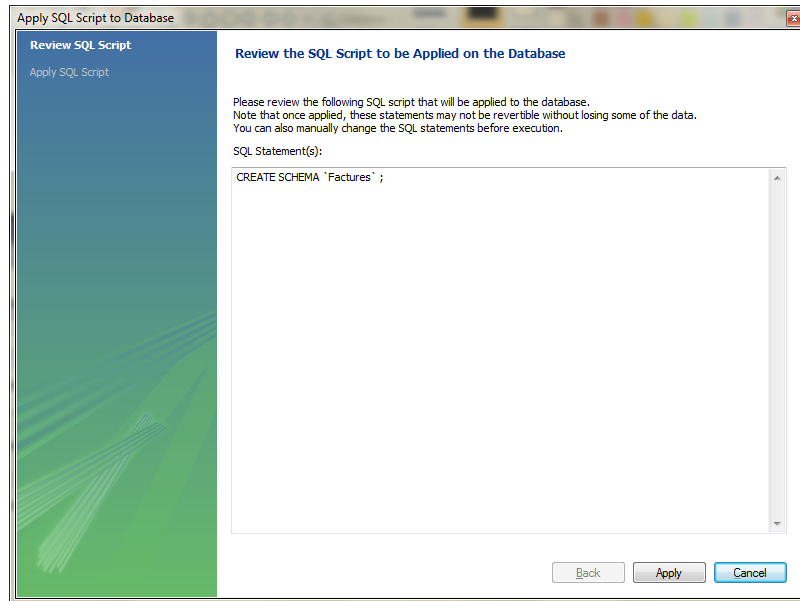 Apply SQL Script to Database
Review SQL Script
Apply SQL Script
Review the SQL Script to be Applied on the Database
Please review the following SQL script that will be applied to the database.
Note that once applied, these statements may not be revertible without losing some of the data.
You can also manually change the SQL statements before execution.
SQL Statement(s):
CREATE SCHEMA `Factures` ;
Back
Apply
Cancel